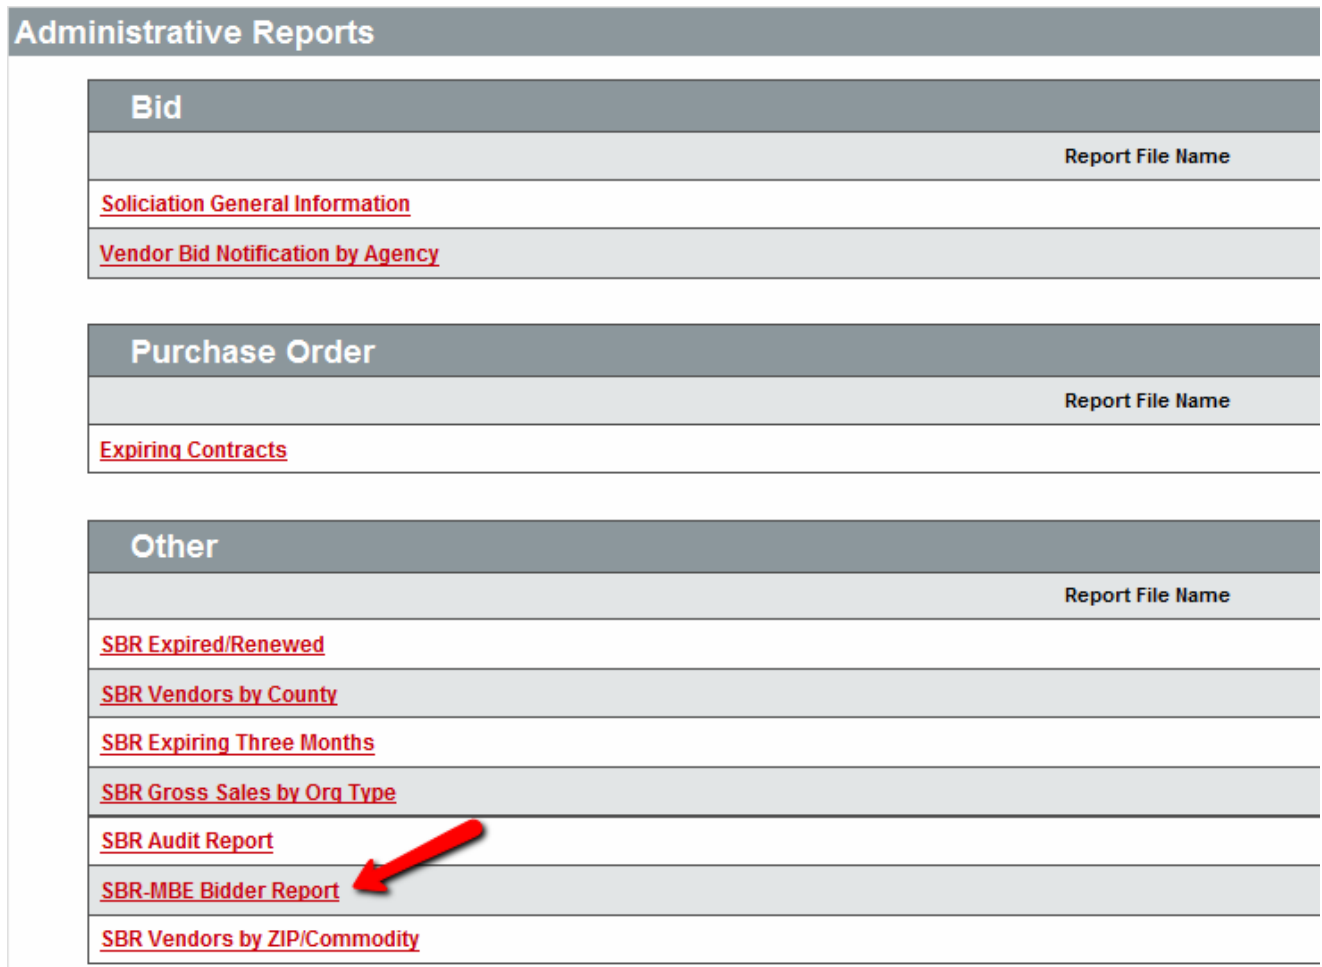 Administrative Reports
Bid
Report File Name
Soliciation General Information
Vendor Bid Notification by Agency
Purchase Order
Report File Name
Expiring Contracts
Other
Report File Name
SBR Expired/Renewed
SBR Vendors by County
SBR Expiring Three Months
SBR Gross Sales by Org Type
SBR Audit Report
SBR-MBE Bidder Report
SBR Vendors by ZIP/Commodity